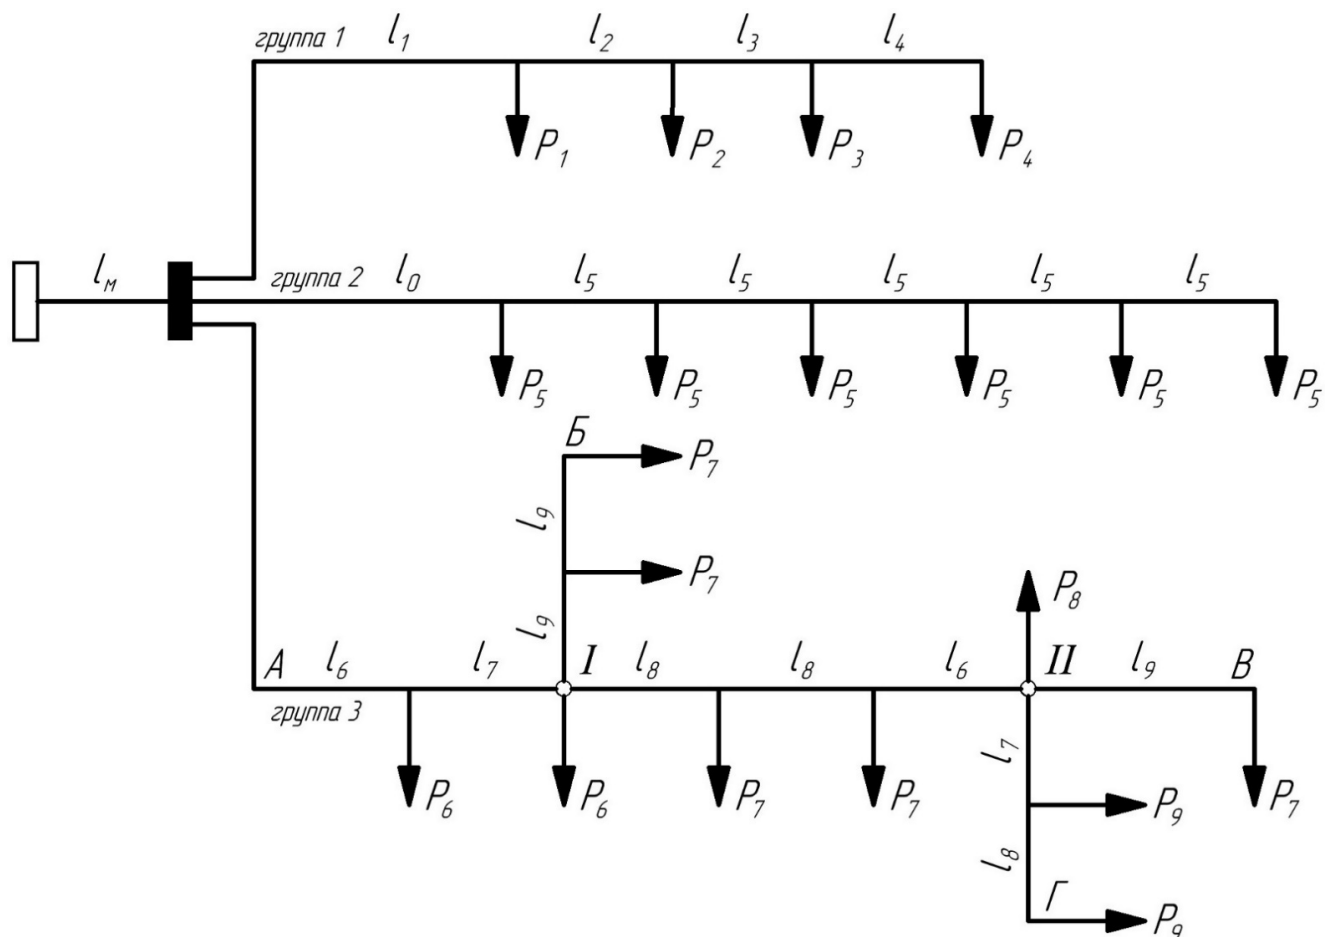 группа 1 l₁ l₂ l₃ l₄
P₁ P₂ P₃ P₄
lₘ группа 2 l₀ l₅ l₅ l₅ l₅ l₅
P₅ P₅ P₅ P₅ P₅ P₅
Б P₇
l₉
P₇
l₉
P₈
А l₆ l₇ I l₈ l₈ l₆ II l₉ В
группа 3
l₇
P₆ P₆ P₇ P₇ P₉ P₇
l₈
Г P₉